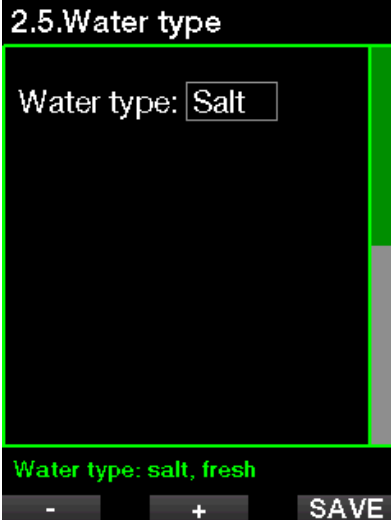 2.5.Water type
Water type: Salt
Water type: salt, fresh
- + SAVE